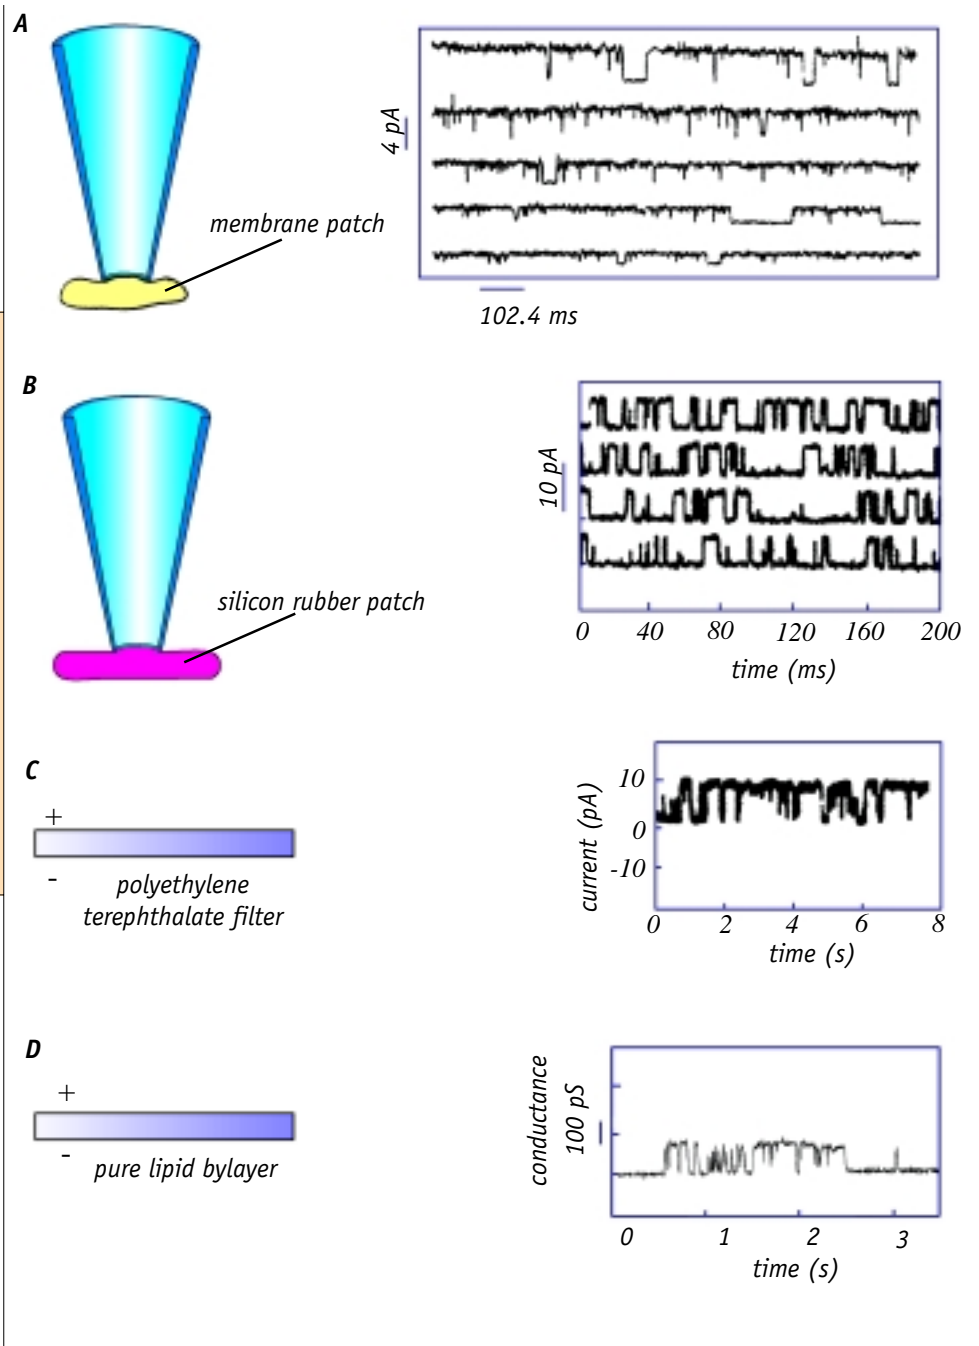 A
4 pA
membrane patch
102.4 ms
B
10 pA
silicon rubber patch
0 40 80 120 160 200
time (ms)
C
+
-
polyethylene
terephthalate filter
current (pA)
10
0
-10
0 2 4 6 8
time (s)
D
+
-
pure lipid bylayer
conductance
100 pS
0 1 2 3
time (s)